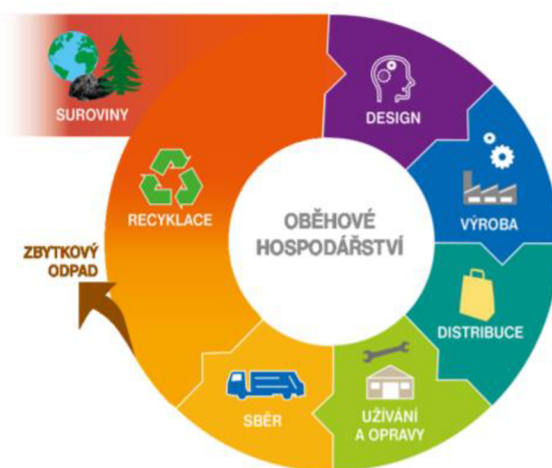 SUROVINY
DESIGN
VÝROBA
DISTRIBUCE
UŽÍVÁNÍ
A OPRAVY
SBĚR
RECYKLACE
ZBYTKOVÝ
ODPAD
OBĚHOVÉ
HOSPODÁŘSTVÍ